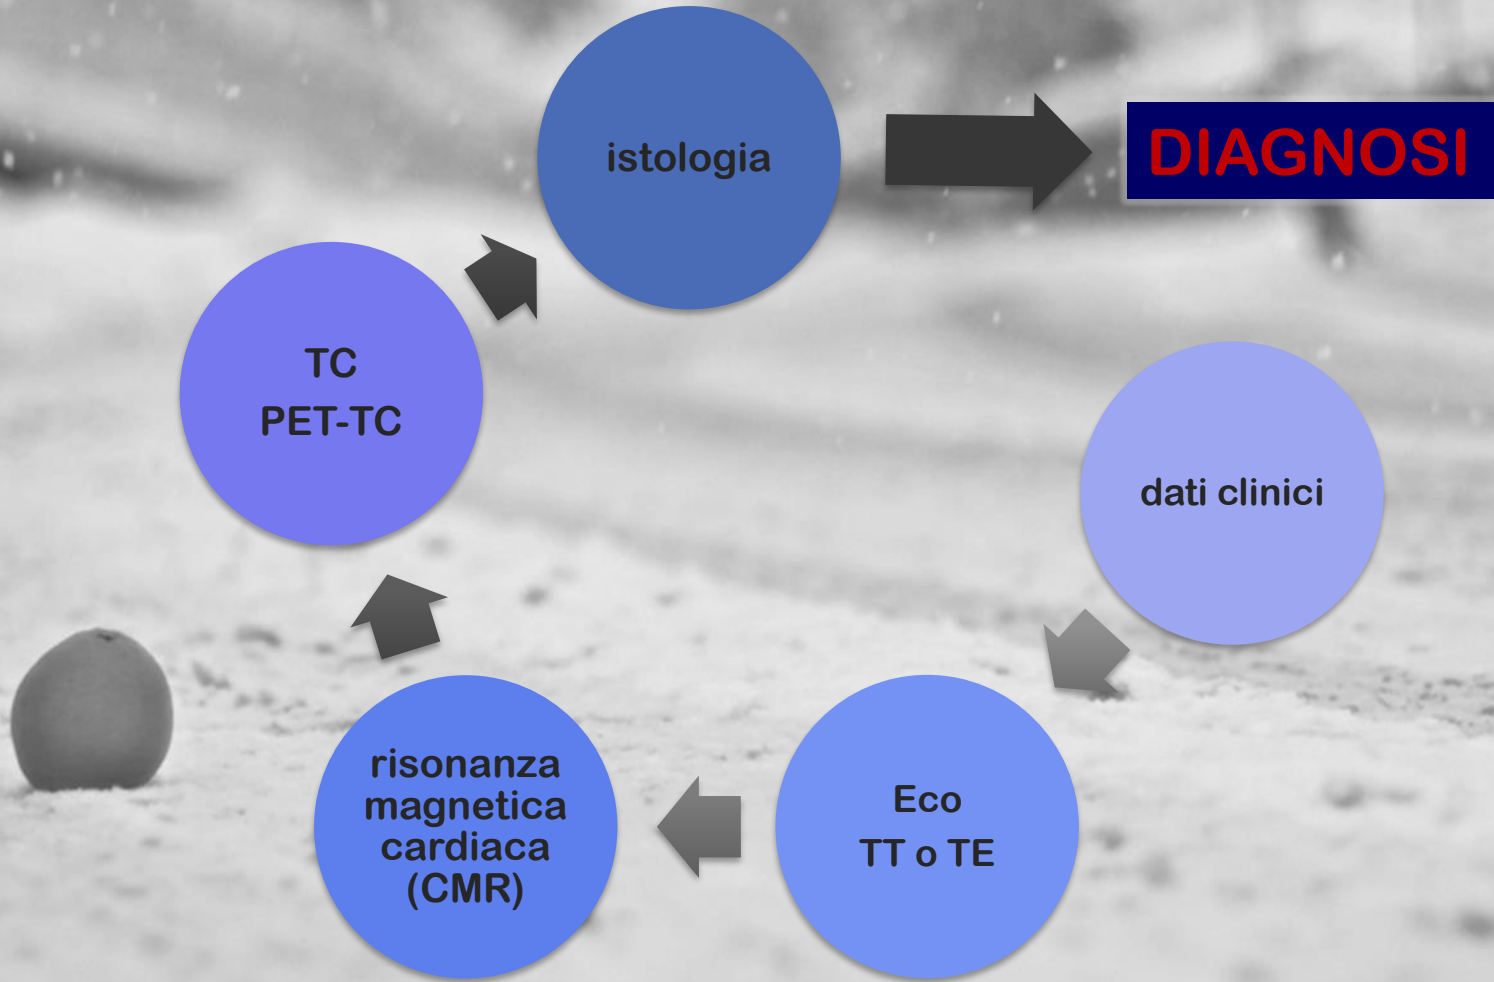 istologia
DIAGNOSI
TC
PET-TC
dati clinici
risonanza
magnetica
cardiaca
(CMR)
Eco
TT o TE